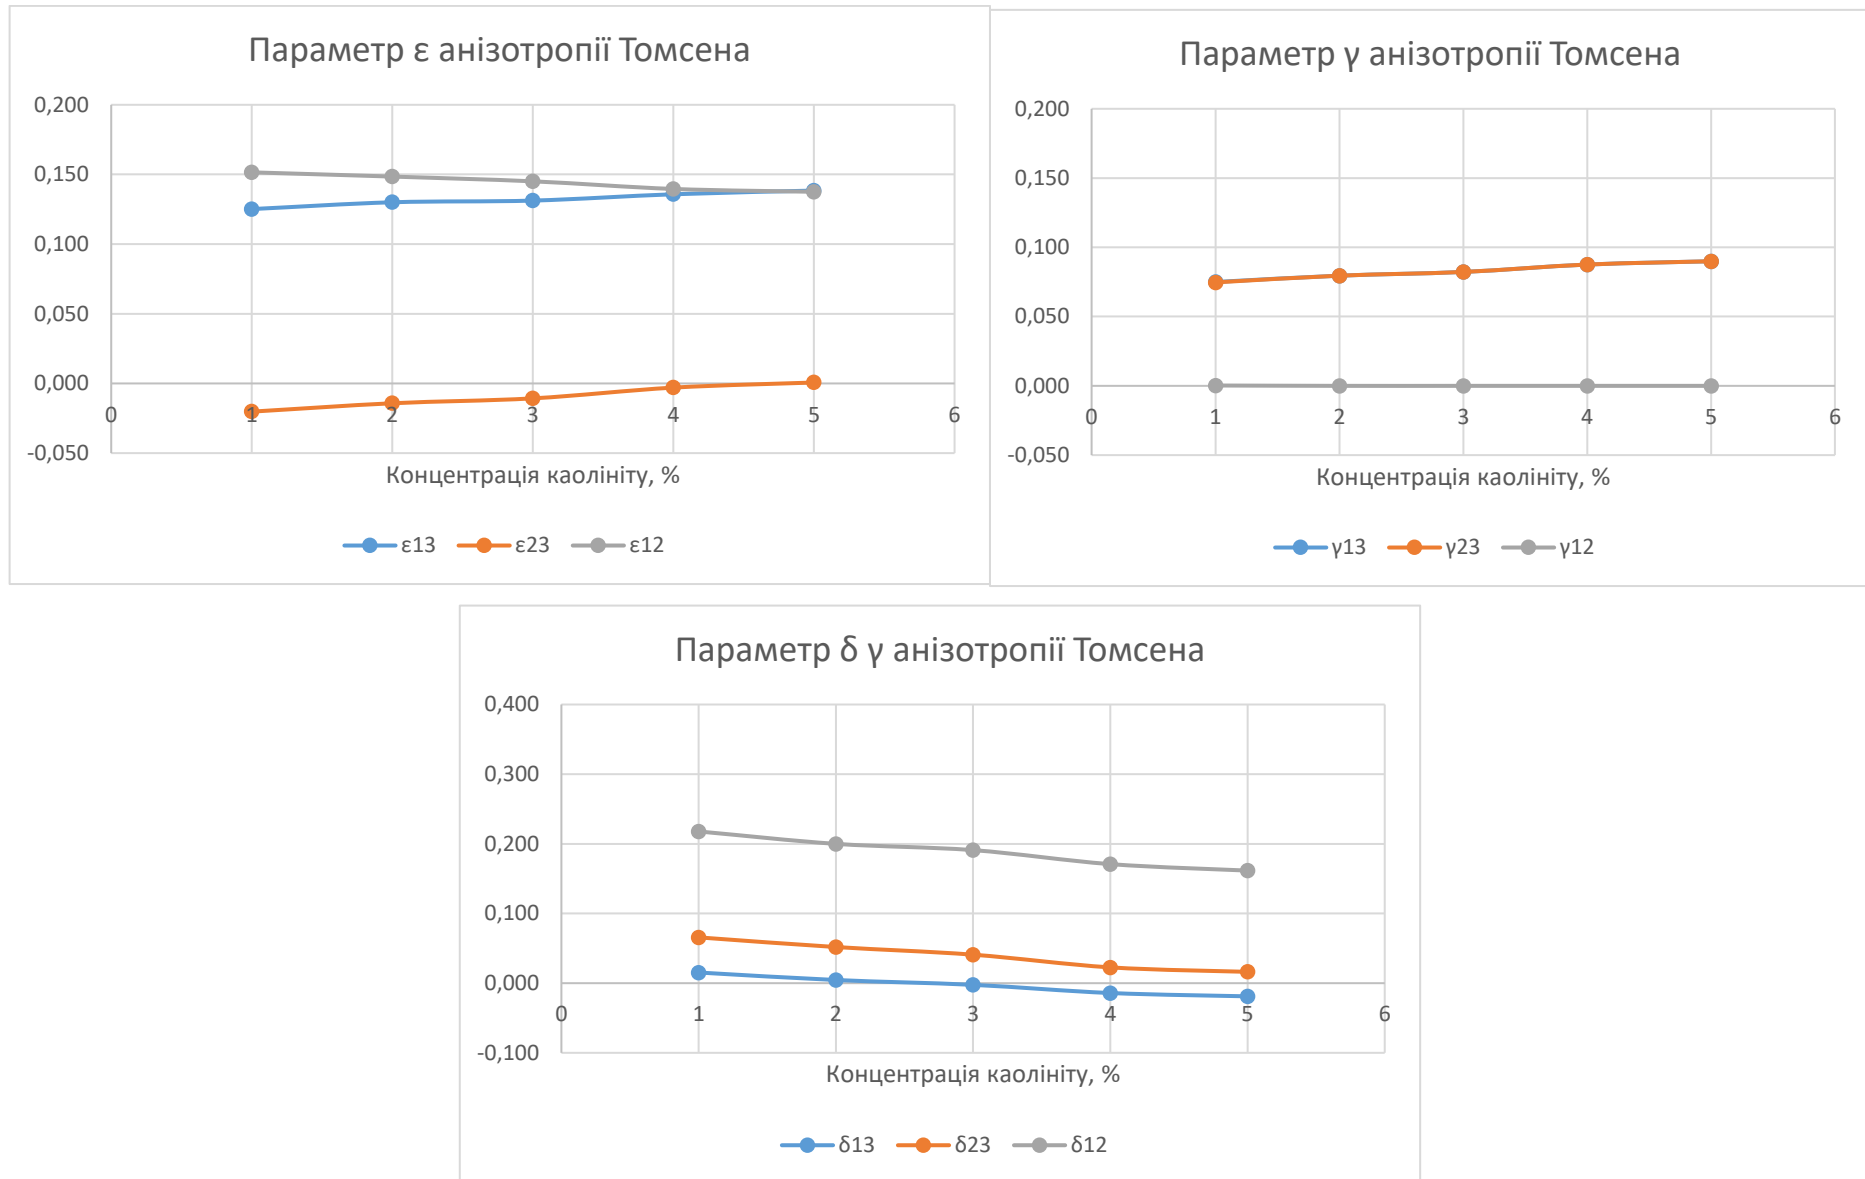 Параметр ε анізотропії Томсена
0,200
0,150
0,100
0,050
0,000
-0,050
0 1 2 3 4 5 6
Концентрація каолініту, %
ε13 ε23 ε12
Параметр γ анізотропії Томсена
0,200
0,150
0,100
0,050
0,000
-0,050
0 1 2 3 4 5 6
Концентрація каолініту, %
γ13 γ23 γ12
Параметр δ γ анізотропії Томсена
0,400
0,300
0,200
0,100
0,000
-0,100
0 1 2 3 4 5 6
Концентрація каолініту, %
δ13 δ23 δ12